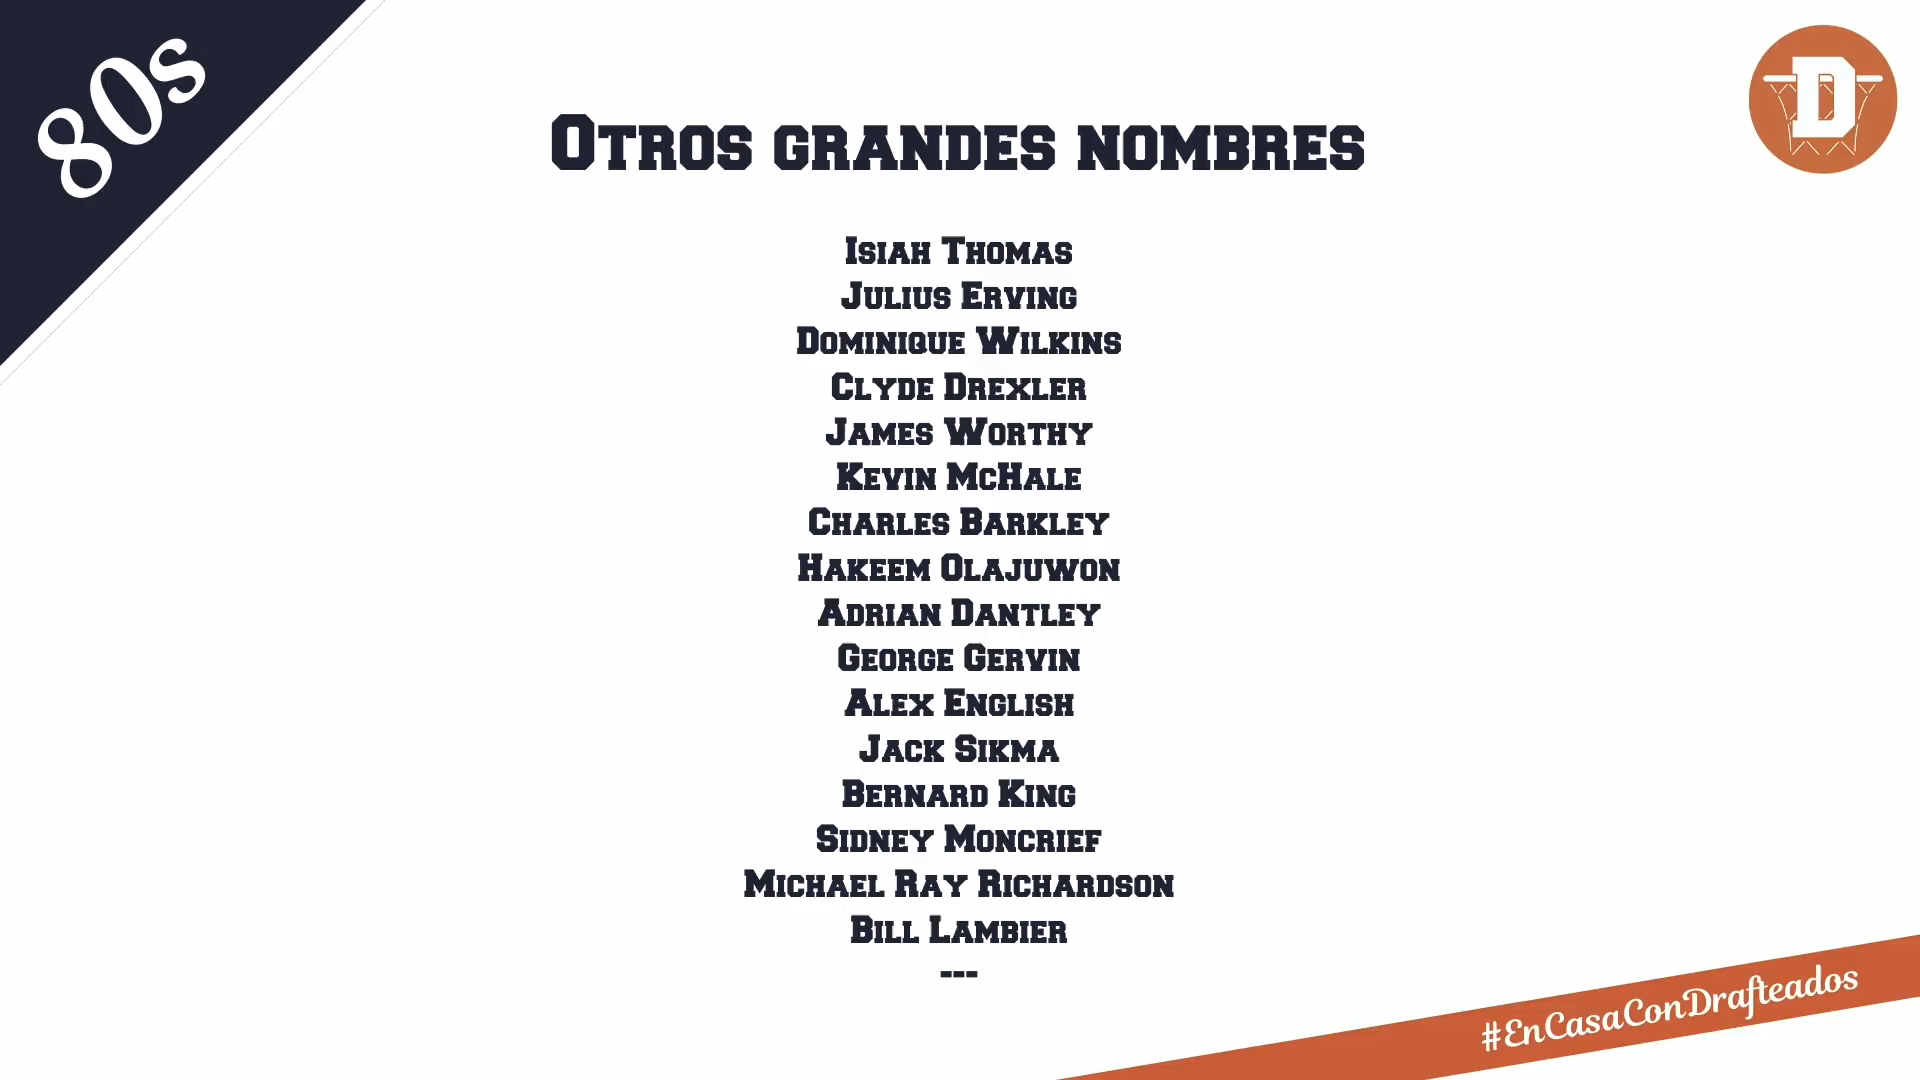 80s
D
Otros grandes nombres
Isiah Thomas
Julius Erving
Dominique Wilkins
Clyde Drexler
James Worthy
Kevin McHale
Charles Barkley
Hakeem Olajuwon
Adrian Dantley
George Gervin
Alex English
Jack Sikma
Bernard King
Sidney Moncrief
Michael Ray Richardson
Bill Lambier
---
#EnCasaConDrafteados